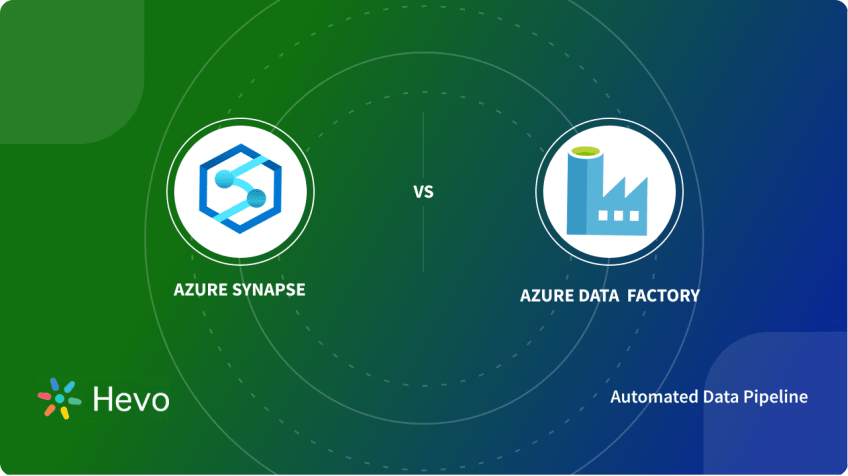 VS
AZURE SYNAPSE
AZURE DATA FACTORY
Hevo
Automated Data Pipeline